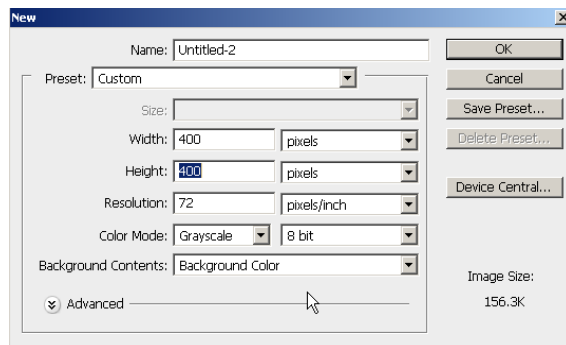 New
Name: Untitled-2
OK
Preset: Custom
Cancel
Size:
Save Preset...
Width: 400 pixels
Delete Preset...
Height: 400 pixels
Device Central...
Resolution: 72 pixels/inch
Color Mode: Grayscale 8 bit
Background Contents: Background Color
Image Size:
156.3K
Advanced